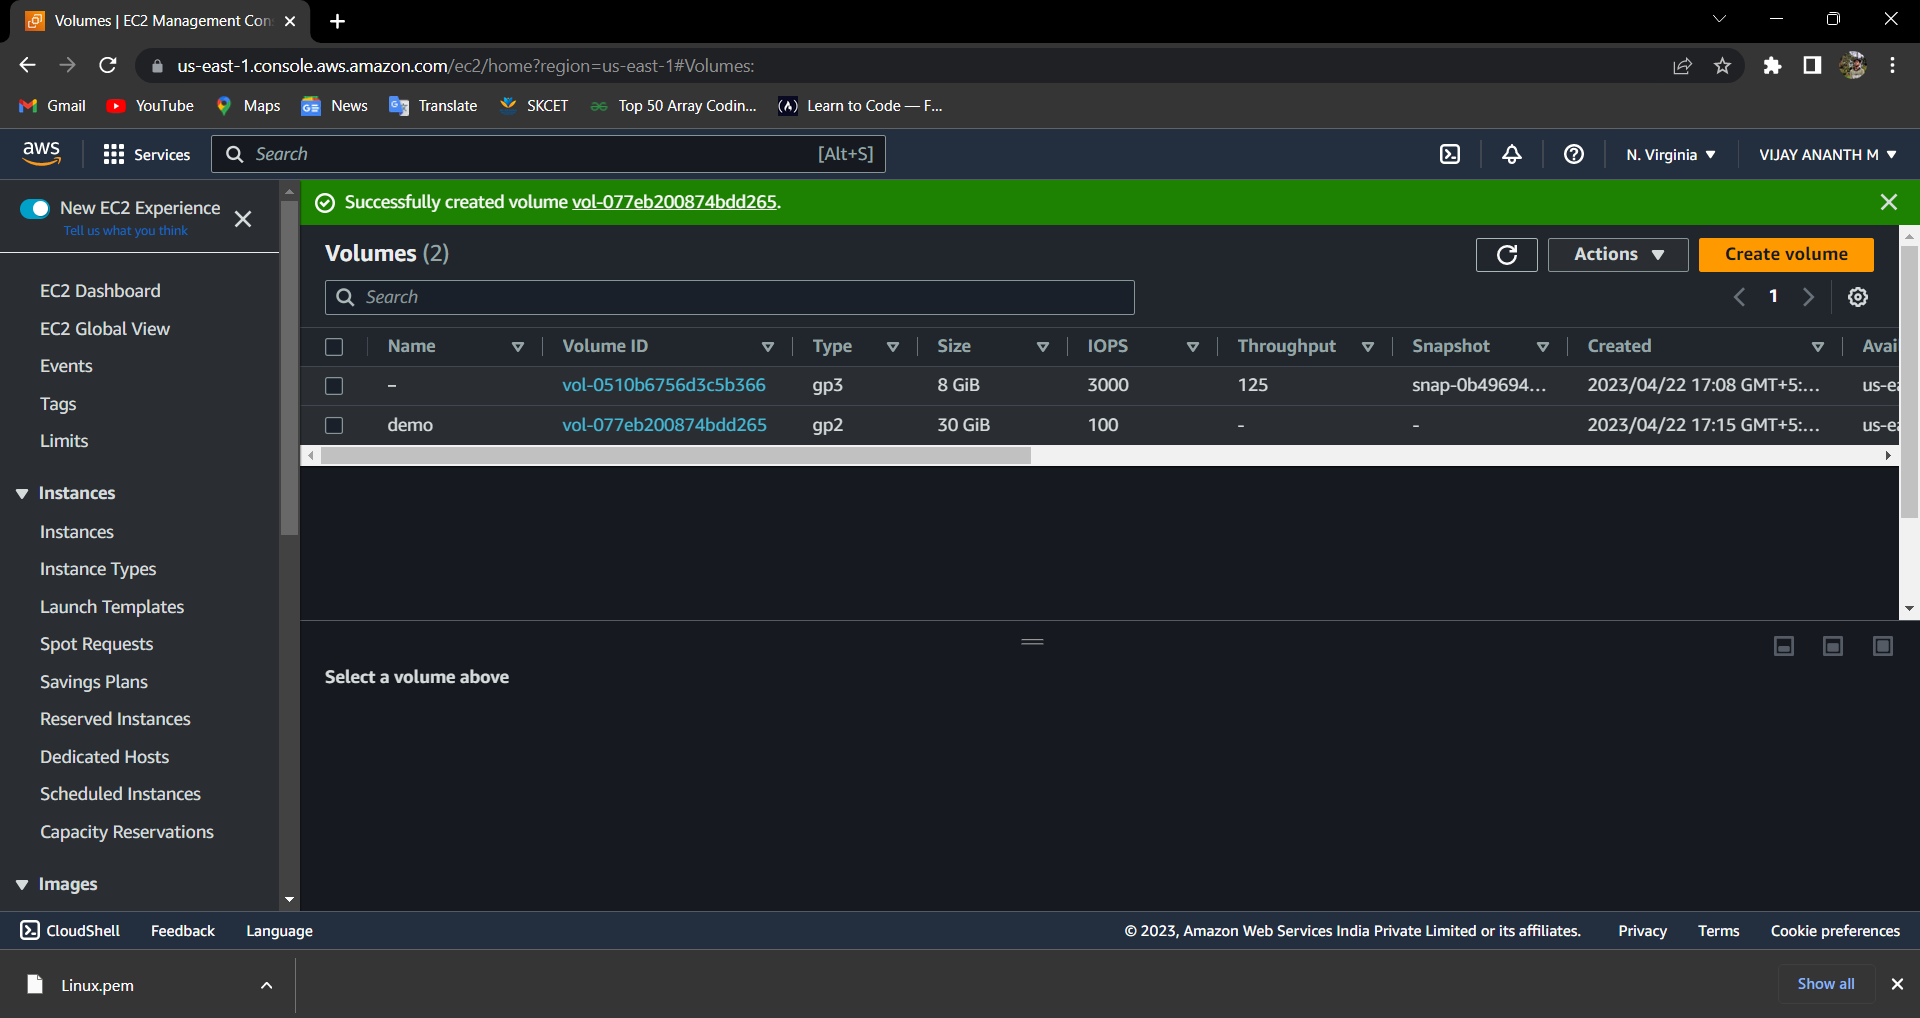 Volumes | EC2 Management Con
us-east-1.console.aws.amazon.com/ec2/home?region=us-east-1#Volumes:
Gmail YouTube Maps News Translate SKCET Top 50 Array Codin... Learn to Code — F...
aws Services Search [Alt+S] N. Virginia VIJAY ANANTH M
New EC2 Experience
Tell us what you think
EC2 Dashboard
EC2 Global View
Events
Tags
Limits
Instances
Instances
Instance Types
Launch Templates
Spot Requests
Savings Plans
Reserved Instances
Dedicated Hosts
Scheduled Instances
Capacity Reservations
Images
Successfully created volume vol-077eb200874bdd265.
Volumes (2)
Actions Create volume
Search
1
Name Volume ID Type Size IOPS Throughput Snapshot Created Avai
– vol-0510b6756d3c5b366 gp3 8 GiB 3000 125 snap-0b49694... 2023/04/22 17:08 GMT+5:... us-ea
demo vol-077eb200874bdd265 gp2 30 GiB 100 - - 2023/04/22 17:15 GMT+5:... us-ea
Select a volume above
CloudShell Feedback Language © 2023, Amazon Web Services India Private Limited or its affiliates. Privacy Terms Cookie preferences
Linux.pem Show all